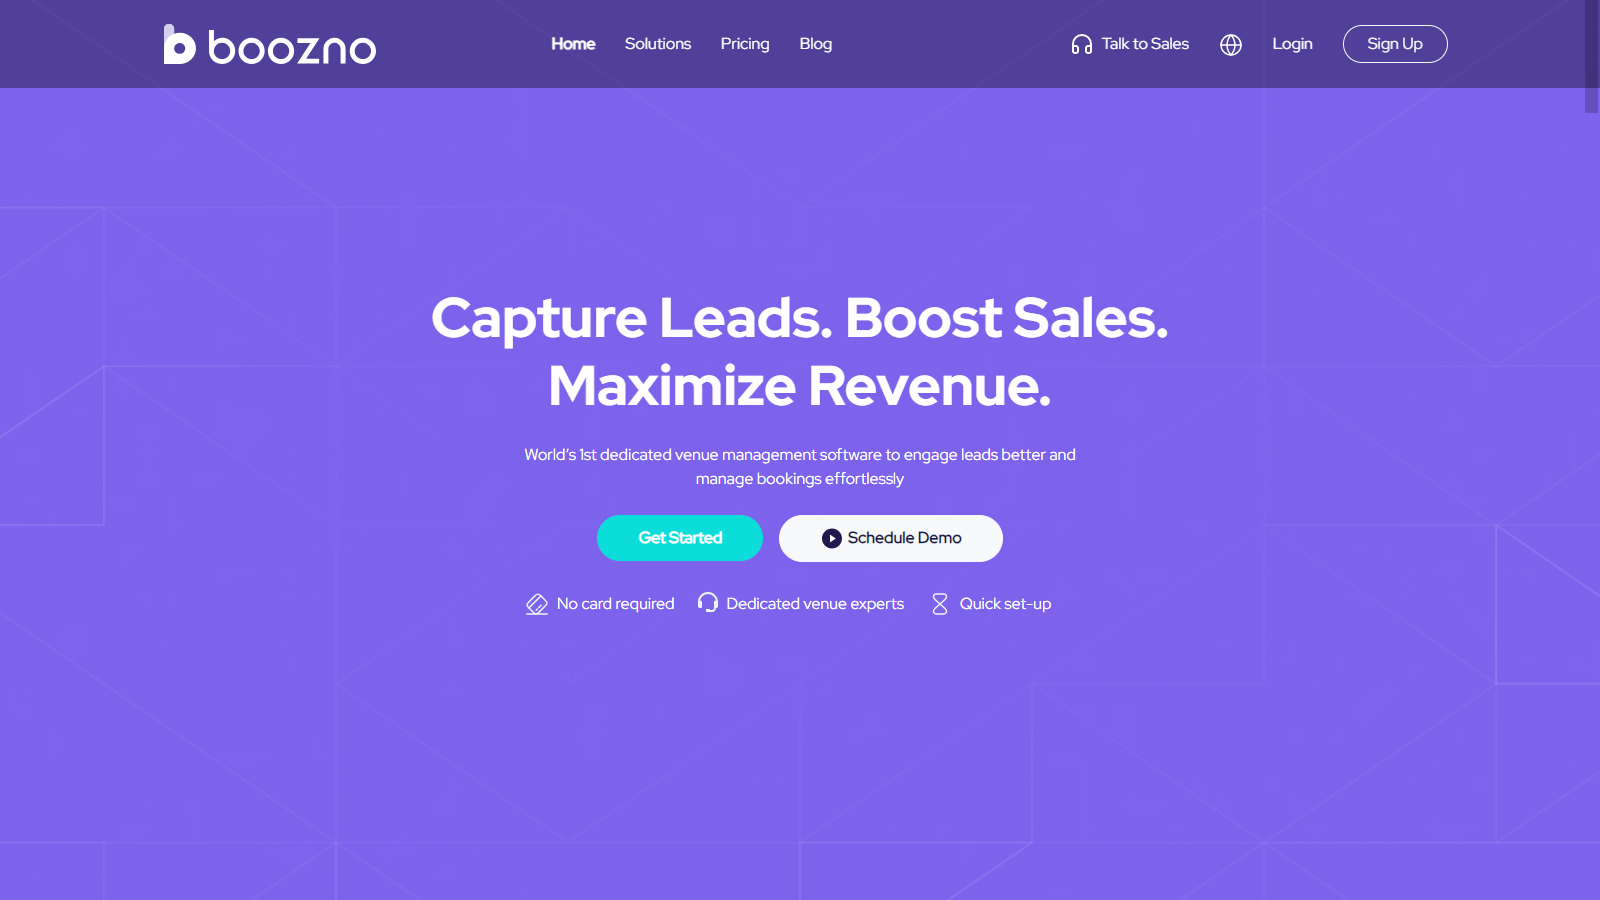 boozno
Home Solutions Pricing Blog
Talk to Sales Login Sign Up
Capture Leads. Boost Sales.
Maximize Revenue.
World's 1st dedicated venue management software to engage leads better and
manage bookings effortlessly
Get Started Schedule Demo
No card required Dedicated venue experts Quick set-up